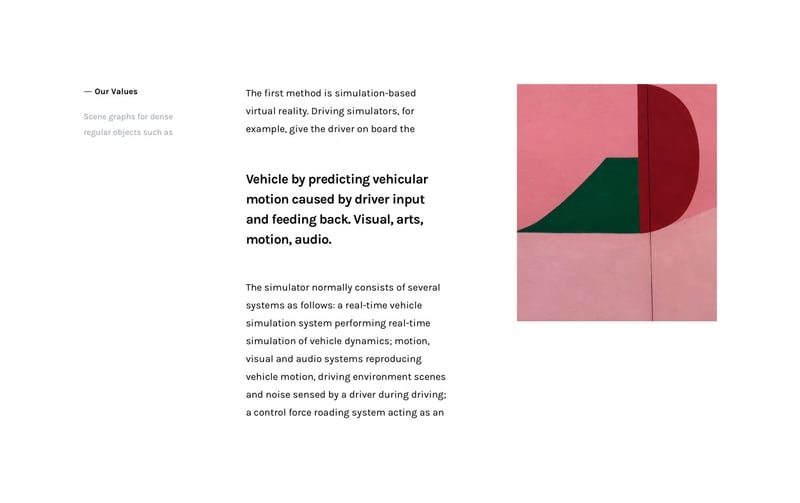 — Our Values
Scene graphs for dense
regular objects such as
The first method is simulation-based
virtual reality. Driving simulators, for
example, give the driver on board the
Vehicle by predicting vehicular
motion caused by driver input
and feeding back. Visual, arts,
motion, audio.
The simulator normally consists of several
systems as follows: a real-time vehicle
simulation system performing real-time
simulation of vehicle dynamics; motion,
visual and audio systems reproducing
vehicle motion, driving environment scenes
and noise sensed by a driver during driving;
a control force roading system acting as an